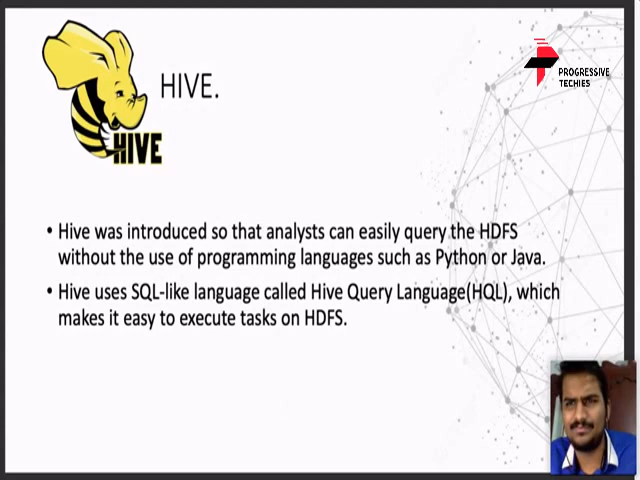 HIVE.
HIVE
PROGRESSIVE
TECHIES
• Hive was introduced so that analysts can easily query the HDFS
without the use of programming languages such as Python or Java.
• Hive uses SQL-like language called Hive Query Language(HQL), which
makes it easy to execute tasks on HDFS.